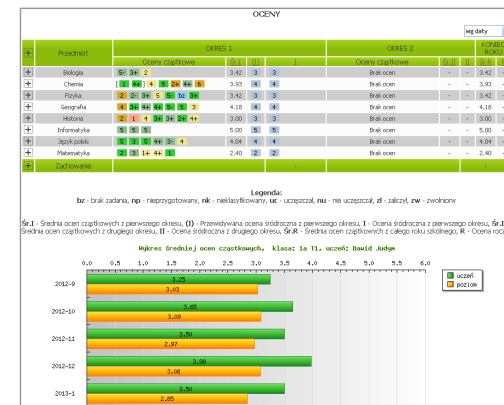 OCENY
wg daty
Przedmiot OKRES 1 OKRES 2 KONIEC ROKU
Oceny cząstkowe Śr.I (I) I Oceny cząstkowe Śr.II II Śr.R
Biologia 5- 3+ 2 3.42 3 3 Brak ocen - - 3.42 -
Chemia [ 1 4+] 4 5 2+ 4+ 6 3.93 4 4 Brak ocen - - 3.93 -
Fizyka 2 2- 3+ 5 5- bz 3+ 3.42 3 3 Brak ocen - - 3.42 -
Geografia 4 3+ 4+ 4+ 5- 5 3 4.18 4 4 Brak ocen - - 4.18 -
Historia 2 1 4 3+ 3+ 2+ 4+ 3.00 3 3 Brak ocen - - 3.00 -
Informatyka 5 5 5 5.00 5 5 Brak ocen - - 5.00 -
Język polski 5 3 5 4+ 3- 4 4.04 4 4 Brak ocen - - 4.04 -
Matematyka 2 3 1+ 4+ 1 2.40 2 2 Brak ocen - - 2.40 -
Zachowanie - -
Legenda:
bz - brak zadania, np - nieprzygotowany, nk - nieklasyfikowany, uc - uczęszczał, nu - nie uczęszczał, zl - zaliczył, zw - zwolniony
Śr.I - Średnia ocen cząstkowych z pierwszego okresu, (I) - Przewidywana ocena śródroczna z pierwszego okresu, I - Ocena śródroczna z pierwszego okresu, Śr.I
Średnia ocen cząstkowych z drugiego okresu, II - Ocena śródroczna z drugiego okresu, Śr.R - Średnia ocen cząstkowych z całego roku szkolnego, R - Ocena rocz
Wykres średniej ocen cząstkowych, klasa: 1a T1, uczeń: Dawid Judym
0.0 0.5 1.0 1.5 2.0 2.5 3.0 3.5 4.0 4.5 5.0 5.5 6.0
uczeń
poziom
2012-9 3.25
3.03
2012-10 3.65
3.09
2012-11 3.50
2.97
2012-12 3.98
3.08
2013-1 3.50
2.85